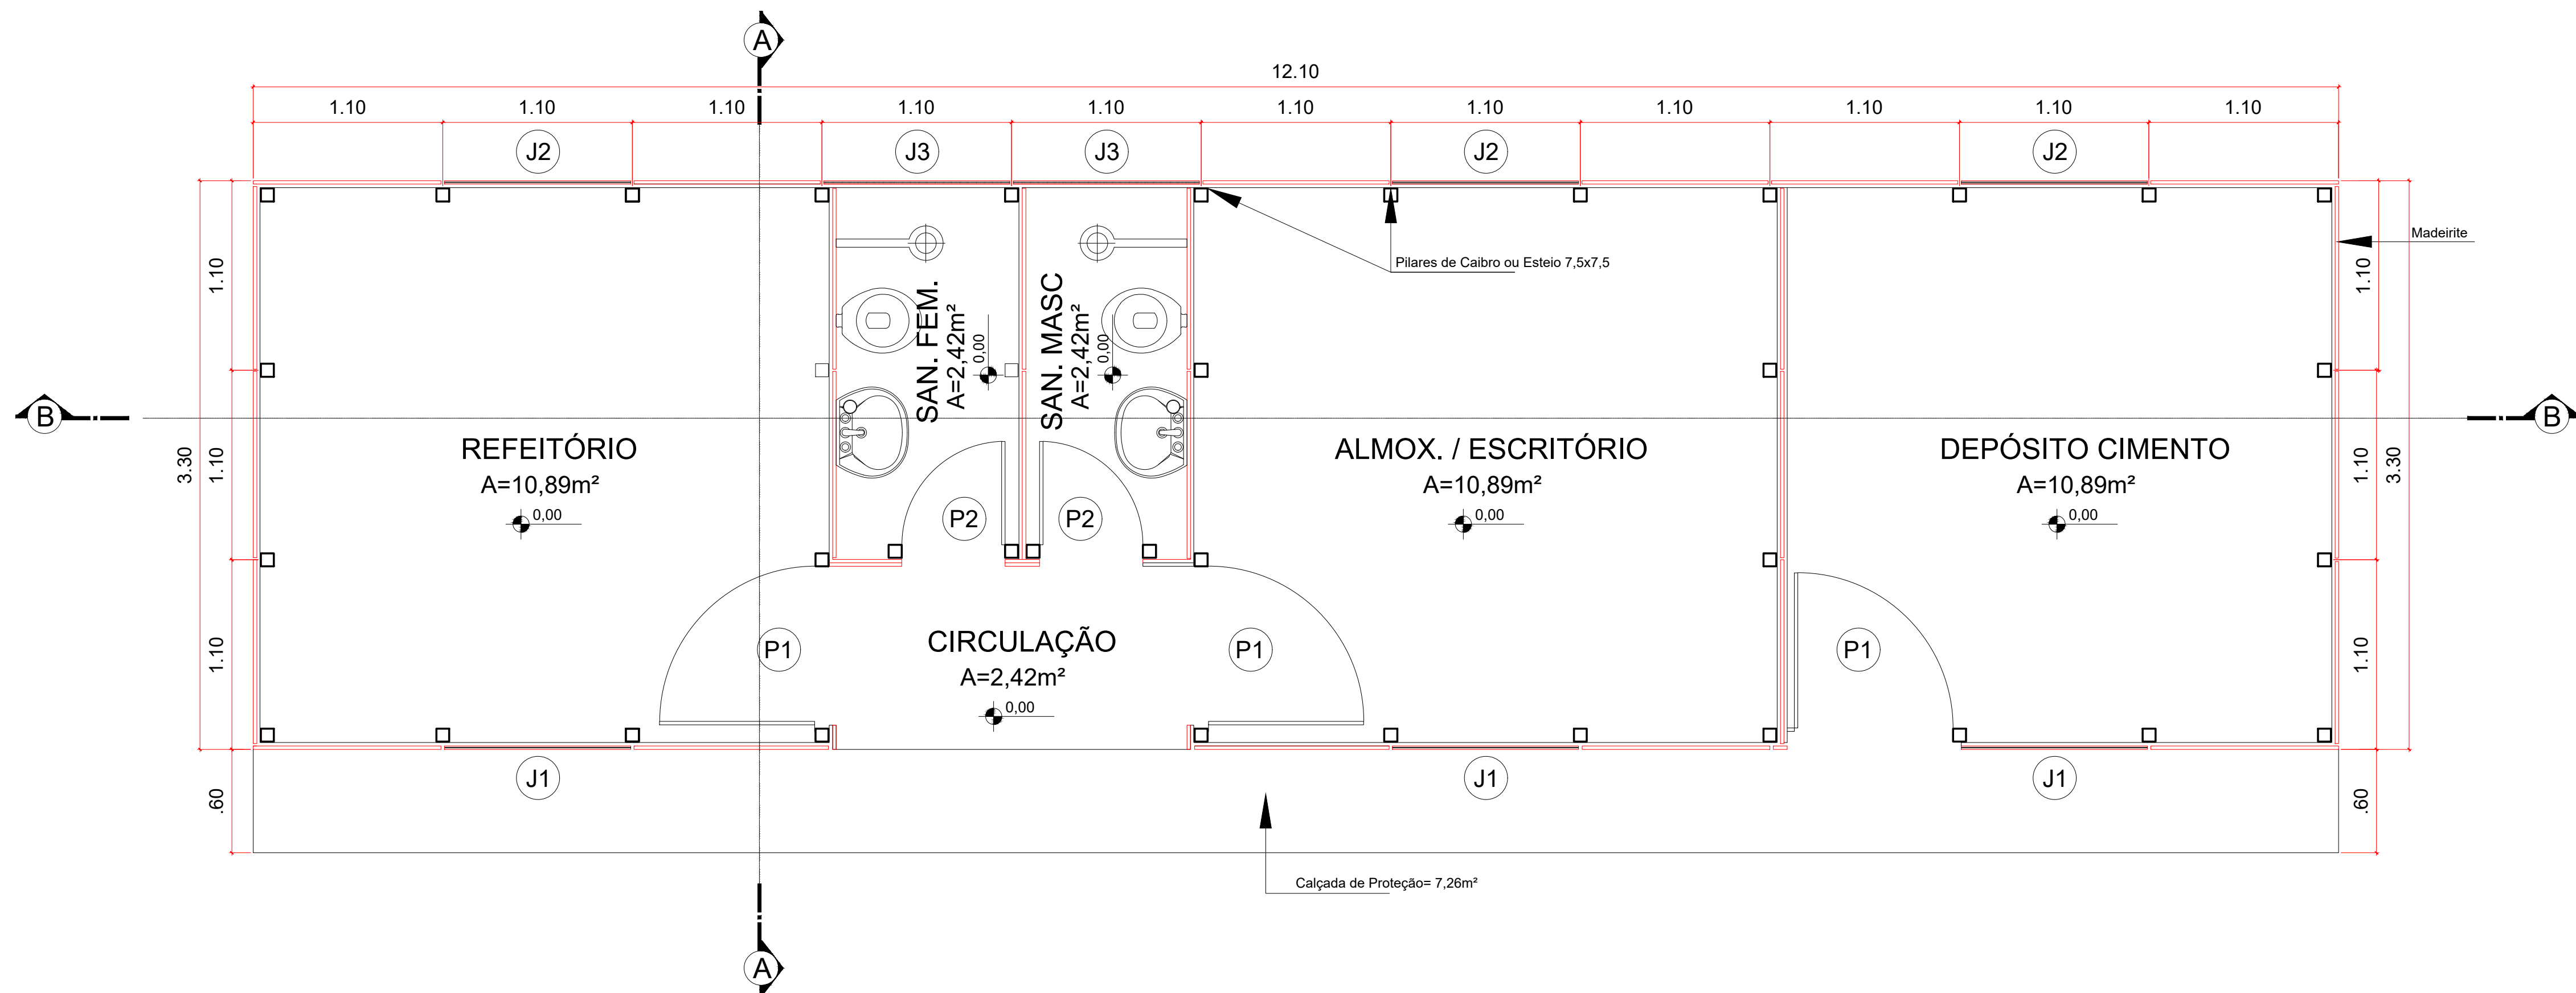 A
12.10
1.10 1.10 1.10 1.10 1.10 1.10 1.10 1.10 1.10 1.10 1.10
J2 J3 J3 J2 J2
Madeirite
Pilares de Caibro ou Esteio 7,5x7,5
1.10
1.10
1.10
3.30
.60
SAN. FEM.
A=2,42m²
0,00
SAN. MASC
A=2,42m²
0,00
1.10
1.10
1.10
3.30
.60
B
B
REFEITÓRIO
A=10,89m²
0,00
ALMOX. / ESCRITÓRIO
A=10,89m²
0,00
DEPÓSITO CIMENTO
A=10,89m²
0,00
P2 P2
P1 P1 P1
CIRCULAÇÃO
A=2,42m²
0,00
J1 J1 J1
Calçada de Proteção= 7,26m²
A